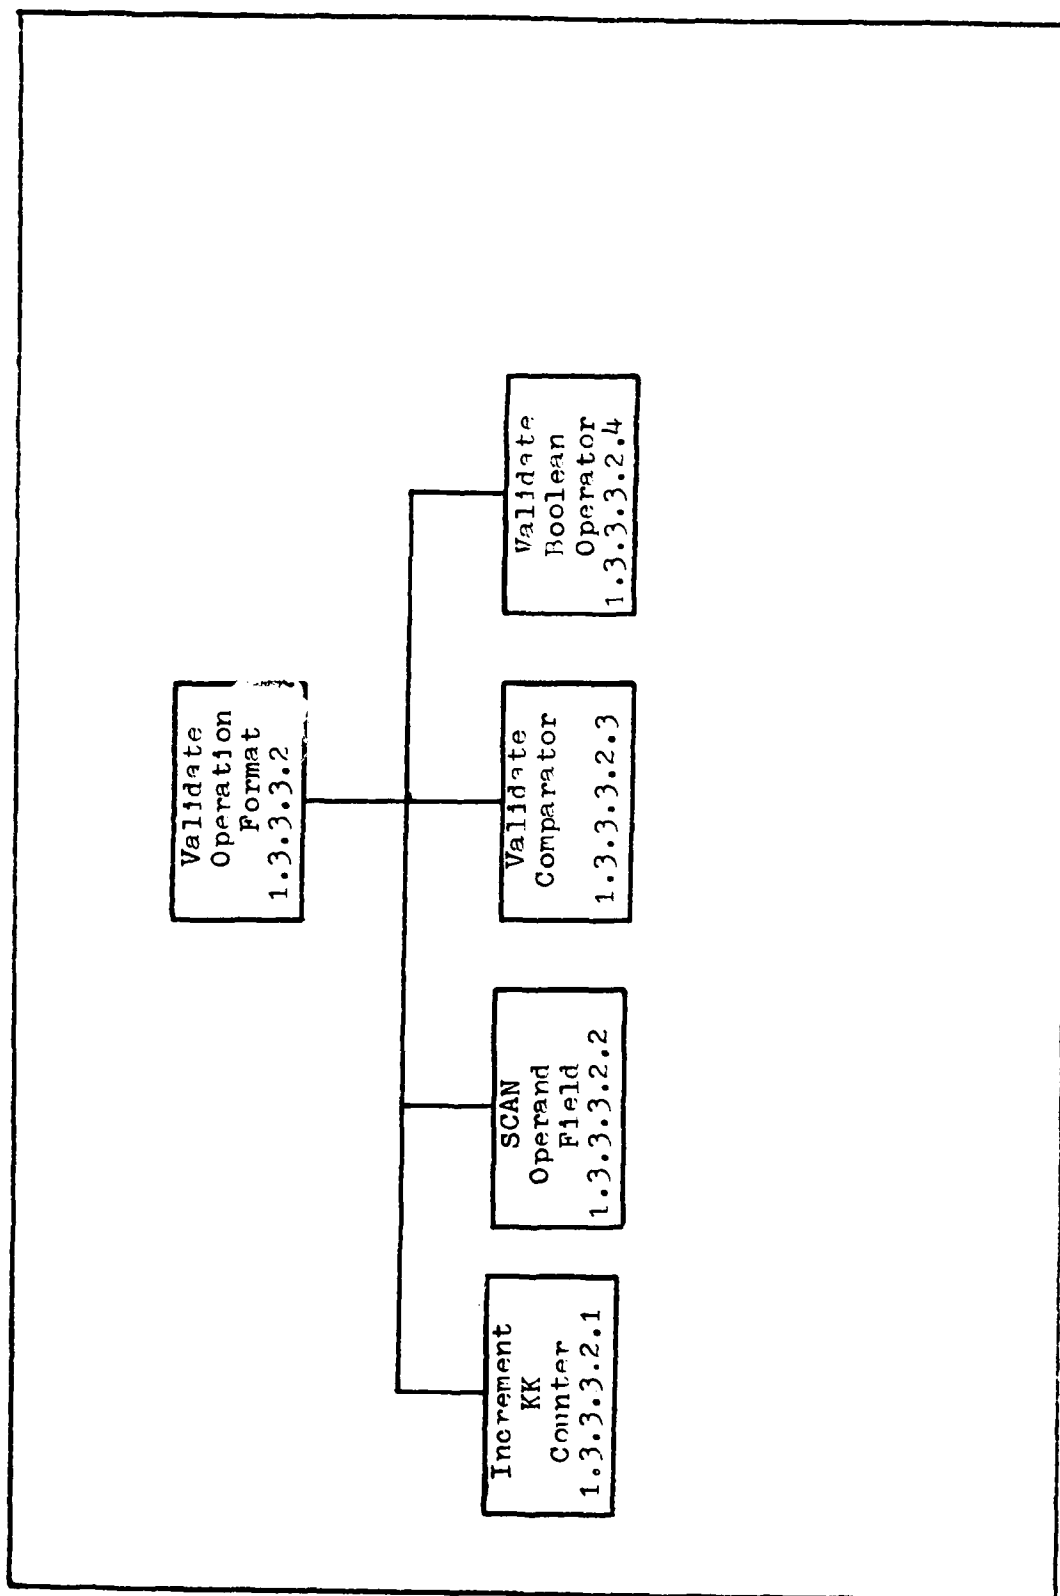 Validate
Operation
Format
1.3.3.3.2
Increment
KK
Counter
1.3.3.3.2.1
SCAN
Operand
Field
1.3.3.3.2.2
Validate
Comparator
1.3.3.3.2.3
Validate
Boolean
Operator
1.3.3.3.2.4